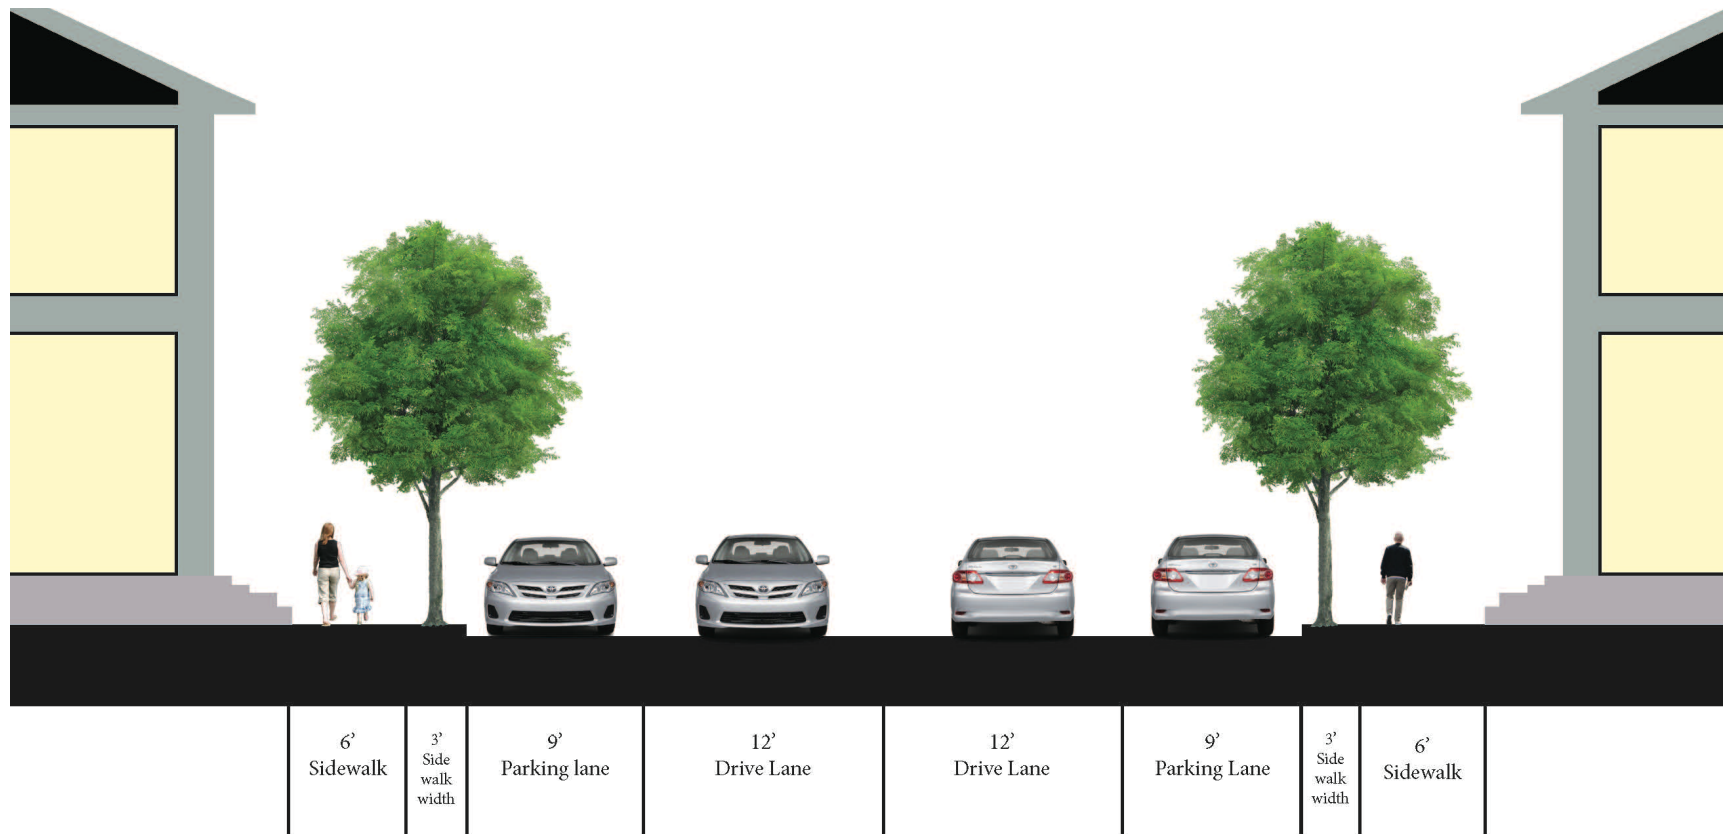 6’
Sidewalk
3’
Side
walk
width
9’
Parking lane
12’
Drive Lane
12’
Drive Lane
9’
Parking Lane
3’
Side
walk
width
6’
Sidewalk